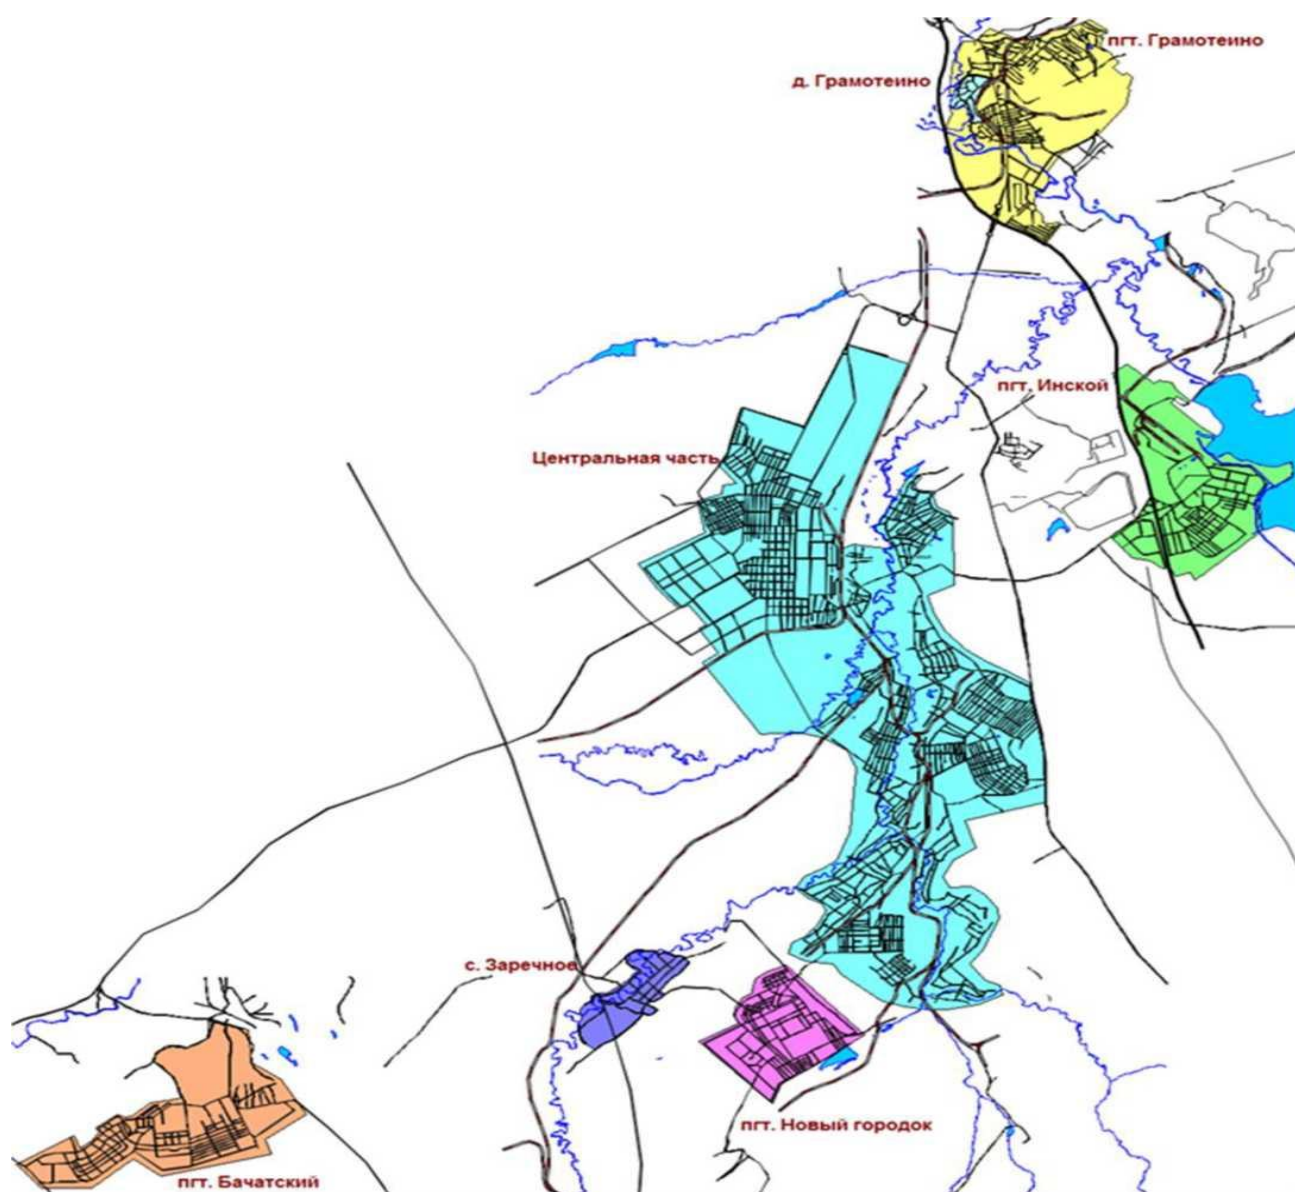 пгт. Грамотеино
д. Грамотеино
пгт. Инской
Центральная часть
с. Заречное
пгт. Новый городок
пгт. Бачатский